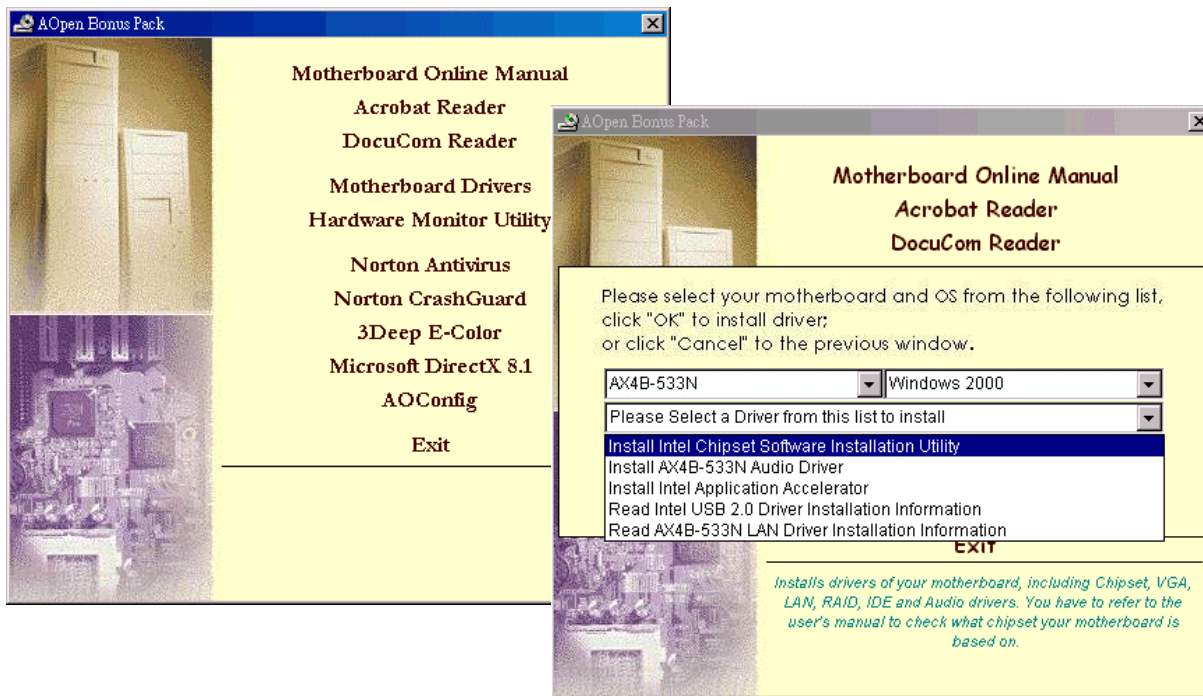 AOpen Bonus Pack
Motherboard Online Manual
Acrobat Reader
DocuCom Reader
Motherboard Drivers
Hardware Monitor Utility
Norton Antivirus
Norton CrashGuard
3Deep E-Color
Microsoft DirectX 8.1
AOConfig
Exit
AOpen Bonus Pack
Motherboard Online Manual
Acrobat Reader
DocuCom Reader
Please select your motherboard and OS from the following list,
click "OK" to install driver;
or click "Cancel" to the previous window.
AX4B-533N Windows 2000
Please Select a Driver from this list to install
Install Intel Chipset Software Installation Utility
Install AX4B-533N Audio Driver
Install Intel Application Accelerator
Read Intel USB 2.0 Driver Installation Information
Read AX4B-533N LAN Driver Installation Information
Exit
Installs drivers of your motherboard, including Chipset, VGA,
LAN, RAID, IDE and Audio drivers. You have to refer to the
user's manual to check what chipset your motherboard is
based on.